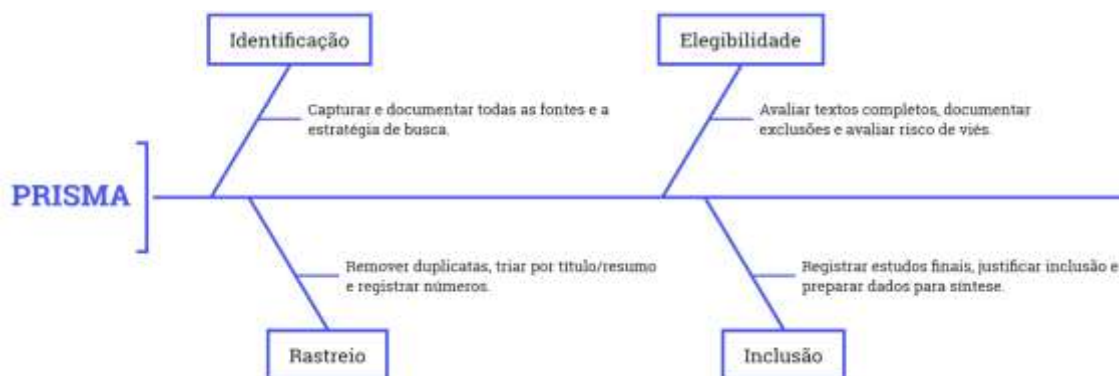 PRISMA
Identificação
Capturar e documentar todas as fontes e a
estratégia de busca.
Rastreio
Remover duplicatas, triar por título/resumo
e registrar números.
Elegibilidade
Avaliar textos completos, documentar
exclusões e avaliar risco de viés.
Inclusão
Registrar estudos finais, justificar inclusão e
preparar dados para síntese.